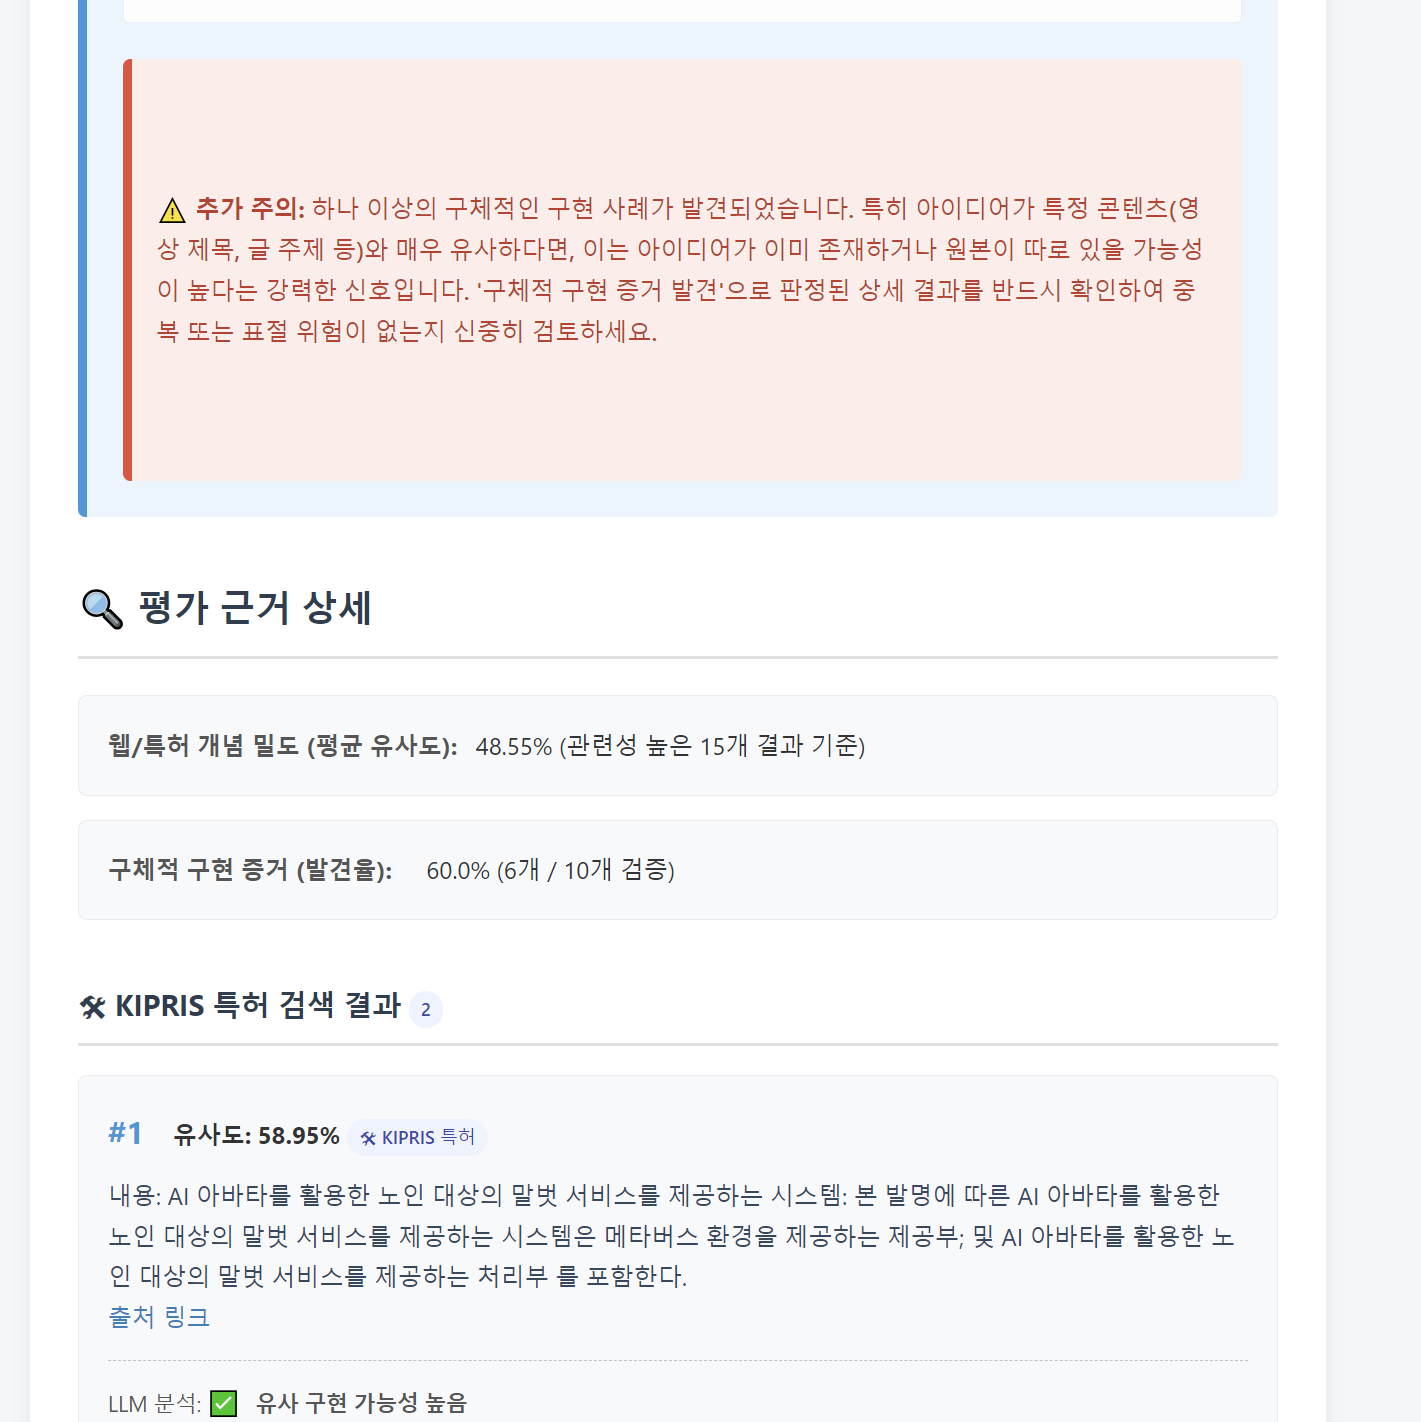 ⚠️ 추가 주의: 하나 이상의 구체적인 구현 사례가 발견되었습니다. 특히 아이디어가 특정 콘텐츠(영
상 제목, 글 주제 등)와 매우 유사하다면, 이는 아이디어가 이미 존재하거나 원본이 따로 있을 가능성
이 높다는 강력한 신호입니다. '구체적 구현 증거 발견'으로 판정된 상세 결과를 반드시 확인하여 중
복 또는 표절 위험이 없는지 신중히 검토하세요.
🔍 평가 근거 상세
웹/특허 개념 밀도 (평균 유사도): 48.55% (관련성 높은 15개 결과 기준)
구체적 구현 증거 (발견율): 60.0% (6개 / 10개 검증)
🛠 KIPRIS 특허 검색 결과 2
#1 유사도: 58.95% 🛠 KIPRIS 특허
내용: AI 아바타를 활용한 노인 대상의 말벗 서비스를 제공하는 시스템: 본 발명에 따른 AI 아바타를 활용한
노인 대상의 말벗 서비스를 제공하는 시스템은 메타버스 환경을 제공하는 제공부; 및 AI 아바타를 활용한 노
인 대상의 말벗 서비스를 제공하는 처리부 를 포함한다.
출처 링크
LLM 분석: ✅ 유사 구현 가능성 높음